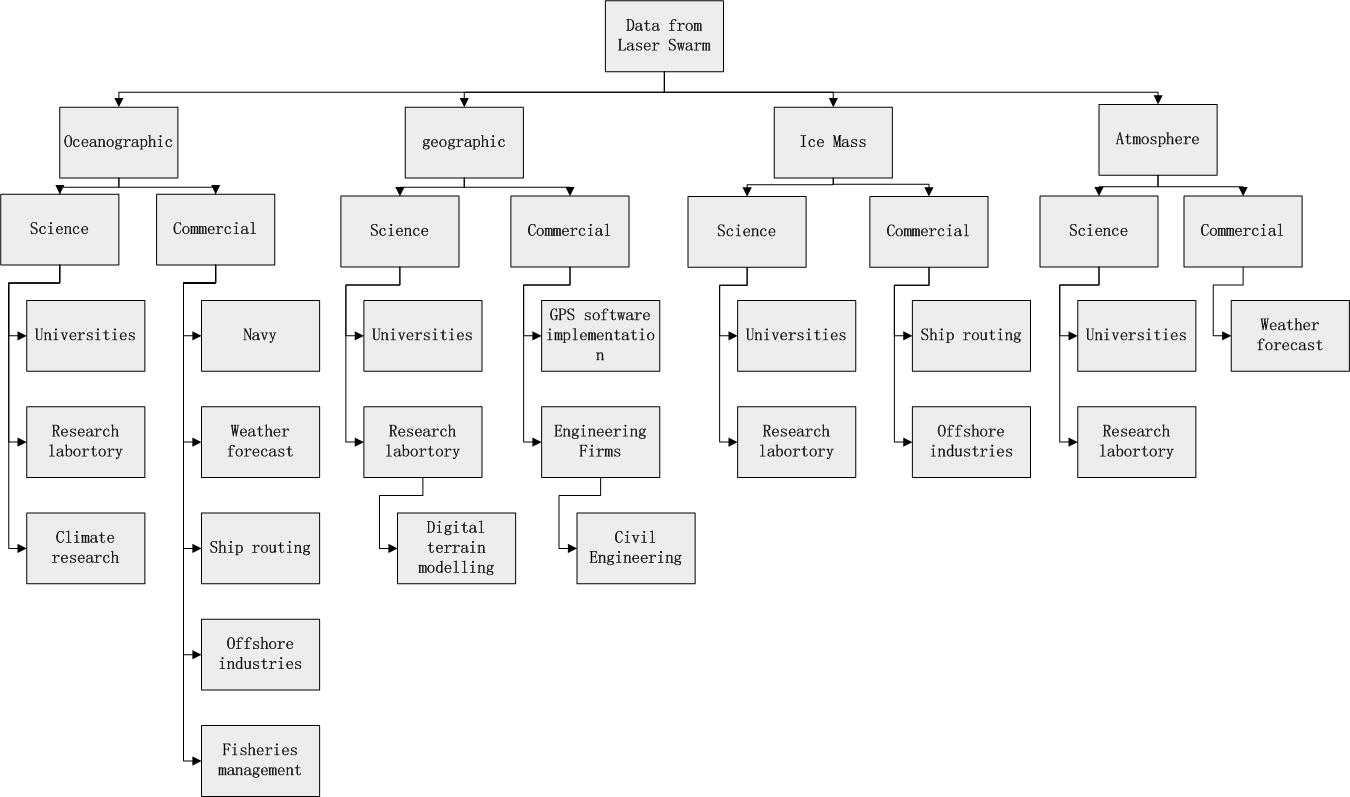 Data from
Laser Swarm
Oceanographic
geographic
Ice Mass
Atmosphere
Science
Commercial
Science
Commercial
Science
Commercial
Science
Commercial
Universities
Navy
Universities
GPS software
implementatio
n
Universities
Ship routing
Universities
Weather
forecast
Research
labortory
Weather
forecast
Research
labortory
Engineering
Firms
Research
labortory
Offshore
industries
Research
labortory
Climate
research
Ship routing
Digital
terrain
modelling
Civil
Engineering
Offshore
industries
Fisheries
management